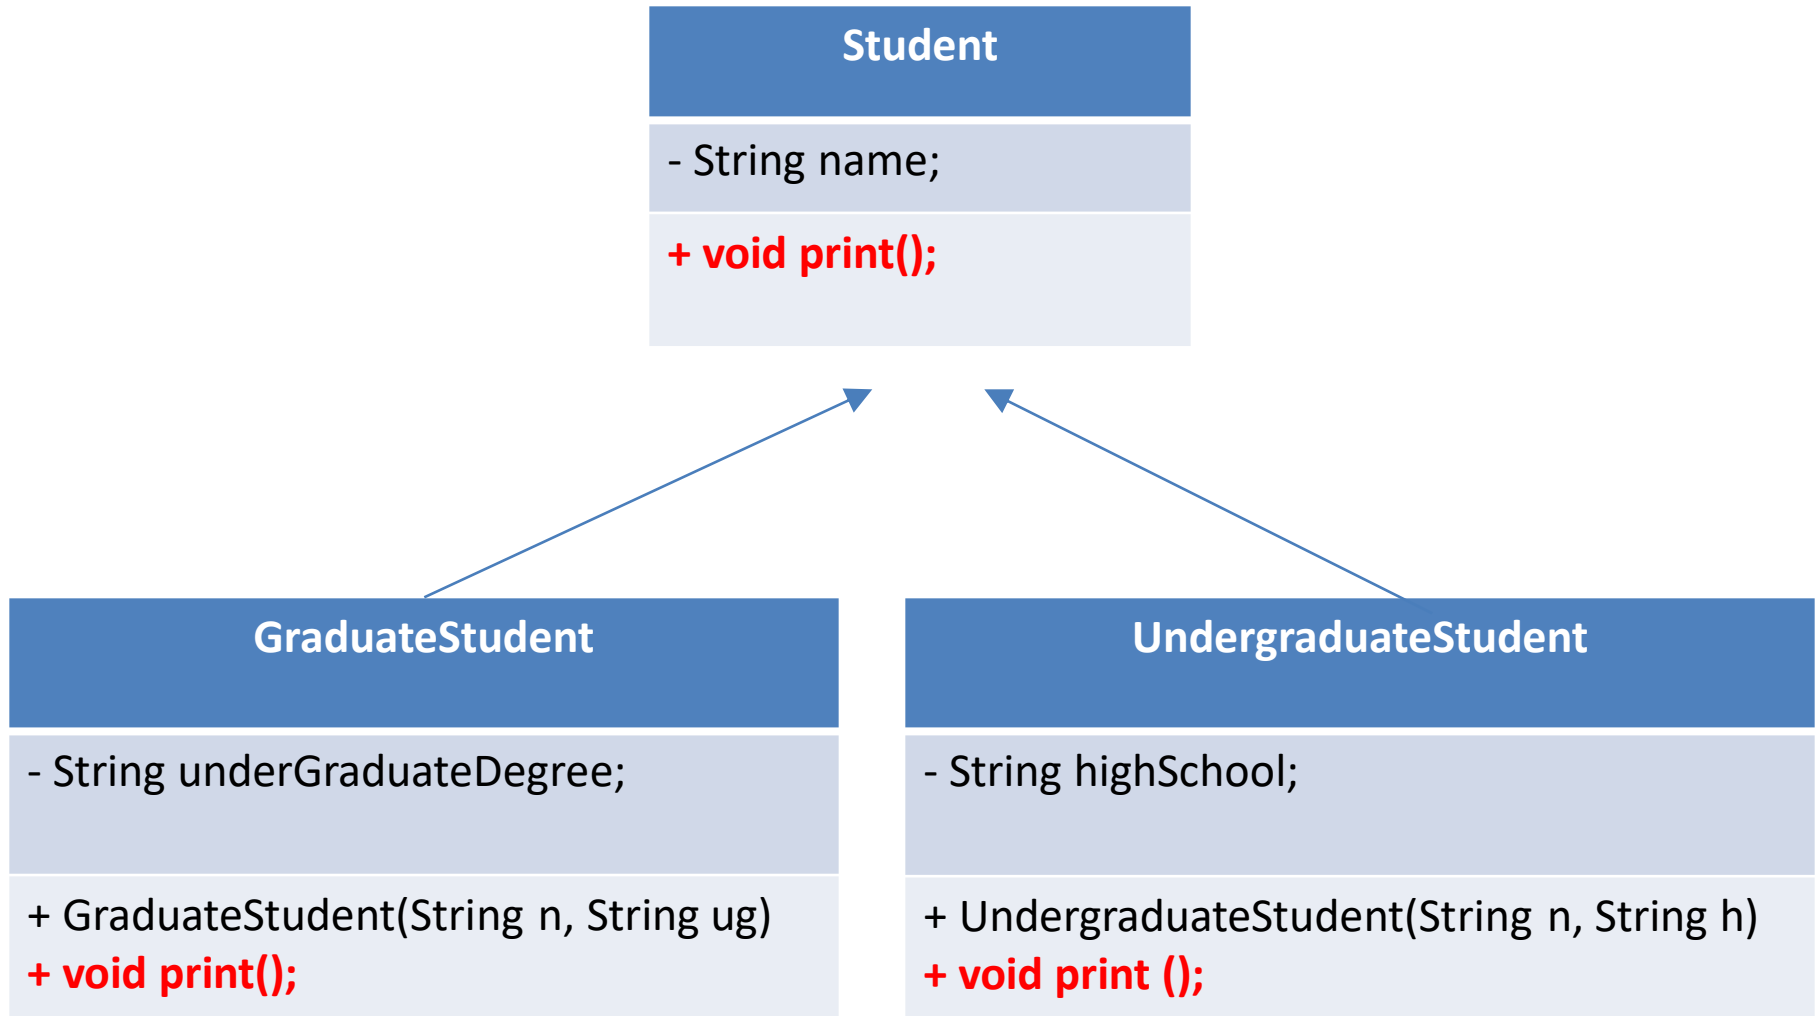 Student
- String name;
+ void print();
GraduateStudent
- String underGraduateDegree;
+ GraduateStudent(String n, String ug)
+ void print();
UndergraduateStudent
- String highSchool;
+ UndergraduateStudent(String n, String h)
+ void print ();